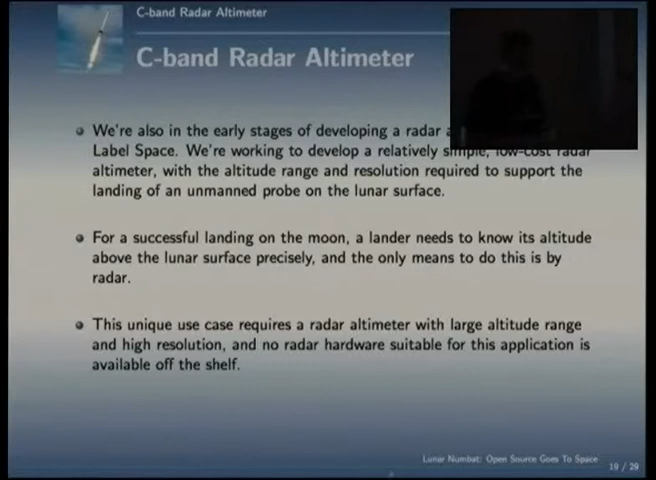 C-band Radar Altimeter
C-band Radar Altimeter
We're also in the early stages of developing a radar
Label Space. We're working to develop a relatively simple, low-cost radar
altimeter, with the altitude range and resolution required to support the
landing of an unmanned probe on the lunar surface.
For a successful landing on the moon, a lander needs to know its altitude
above the lunar surface precisely, and the only means to do this is by
radar.
This unique use case requires a radar altimeter with large altitude range
and high resolution, and no radar hardware suitable for this application is
available off the shelf.
Lunar Numbat: Open Source Goes To Space
19 / 29